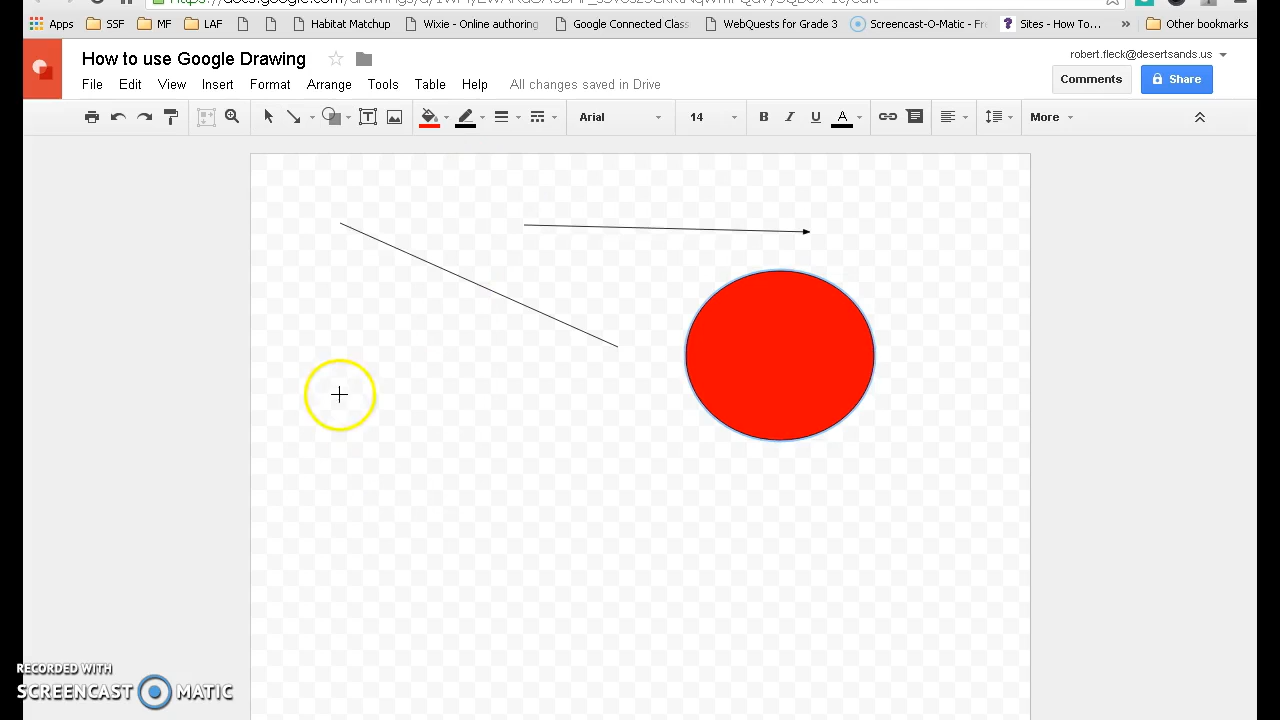 Apps SSF MF LAF Habitat Matchup Wixie - Online authoring Google Connected Class WebQuests for Grade 3 Screencast-O-Matic - Fre Sites - How To... » Other bookmarks
How to use Google Drawing
robert.fleck@desertsands.us
File Edit View Insert Format Arrange Tools Table Help All changes saved in Drive
Comments Share
Arial 14 B I U A More
RECORDED WITH
SCREENCAST MATIC